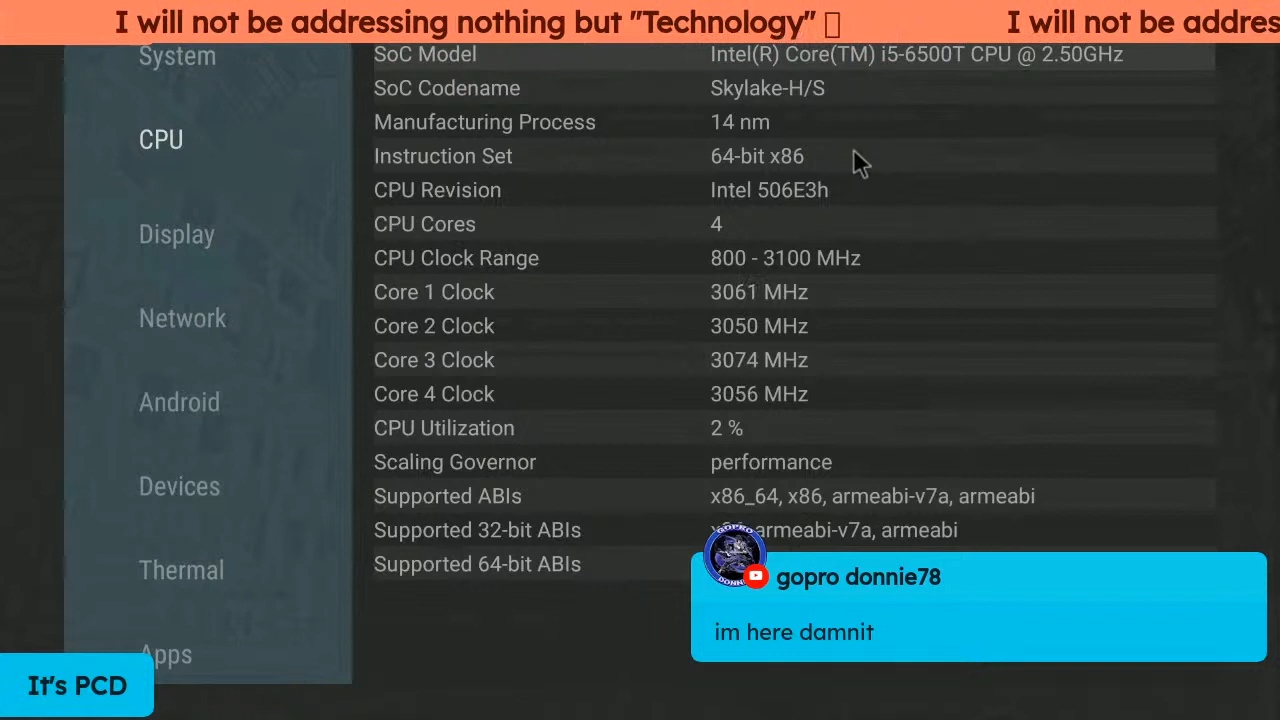 I will not be addressing nothing but "Technology" I will not be addres
System
CPU
Display
Network
Android
Devices
Thermal
Apps
SoC Model Intel(R) Core(TM) i5-6500T CPU @ 2.50GHz
SoC Codename Skylake-H/S
Manufacturing Process 14 nm
Instruction Set 64-bit x86
CPU Revision Intel 506E3h
CPU Cores 4
CPU Clock Range 800 - 3100 MHz
Core 1 Clock 3061 MHz
Core 2 Clock 3050 MHz
Core 3 Clock 3074 MHz
Core 4 Clock 3056 MHz
CPU Utilization 2 %
Scaling Governor performance
Supported ABIs x86_64, x86, armeabi-v7a, armeabi
Supported 32-bit ABIs armeabi-v7a, armeabi
Supported 64-bit ABIs
GOPRO
gopro donnie78
im here damnit
It's PCD